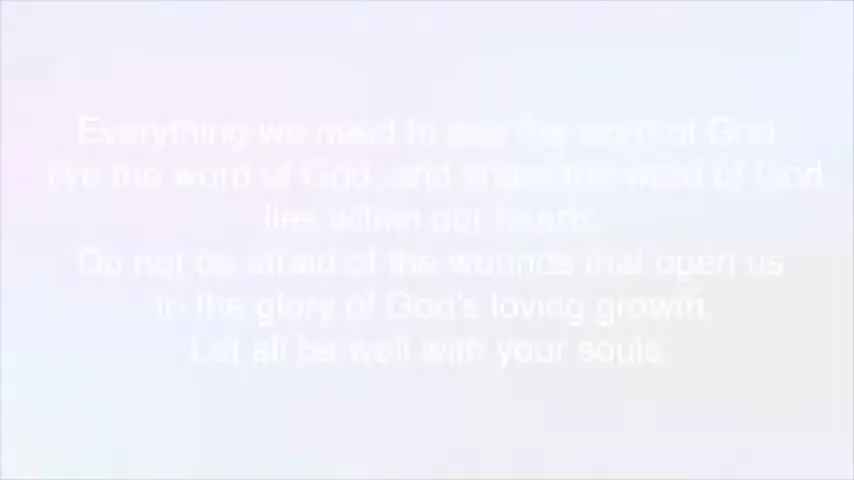 Everything we need to see the word of God
live the word of God, and share the word of God
lies within our hearts
Do not be afraid of the wounds that open us
to the glory of God's loving growth
Let all be well with your souls.